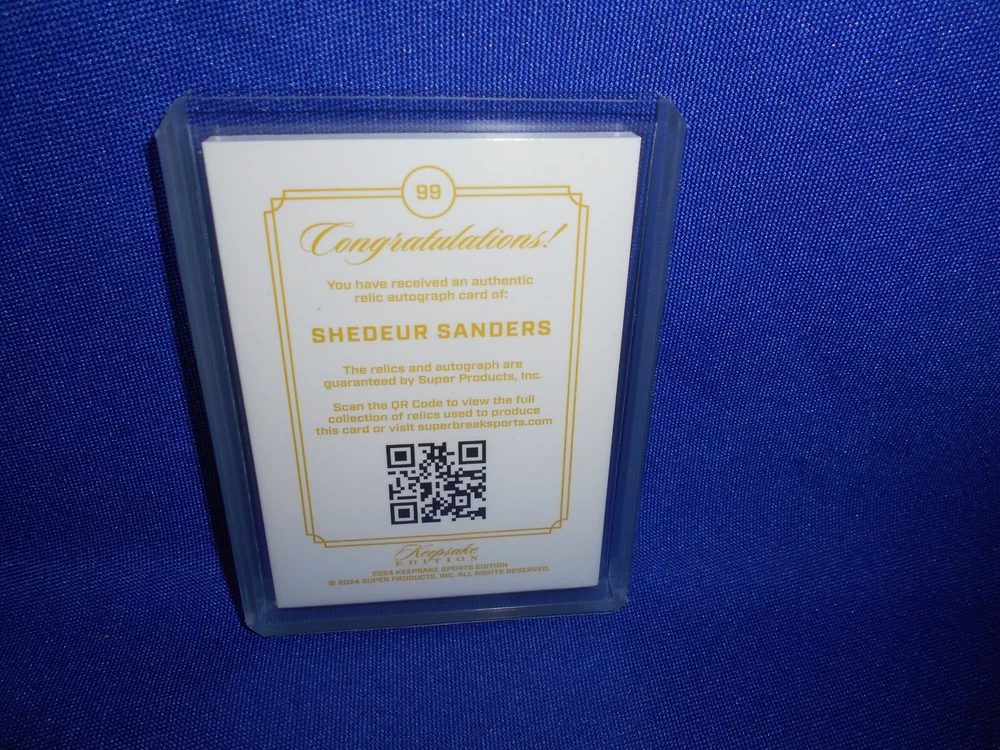 99
Congratulations!
You have received an authentic
relic autograph card of:
SHEDEUR SANDERS
The relics and autograph are
guaranteed by Super Products, Inc.
Scan the QR Code to view the full
collection of relics used to produce
this card or visit superbreaksports.com
Keepsake
EDITION
2024 KEEPSAKE SPORTS EDITION
© 2024 SUPER PRODUCTS, INC. ALL RIGHTS RESERVED.